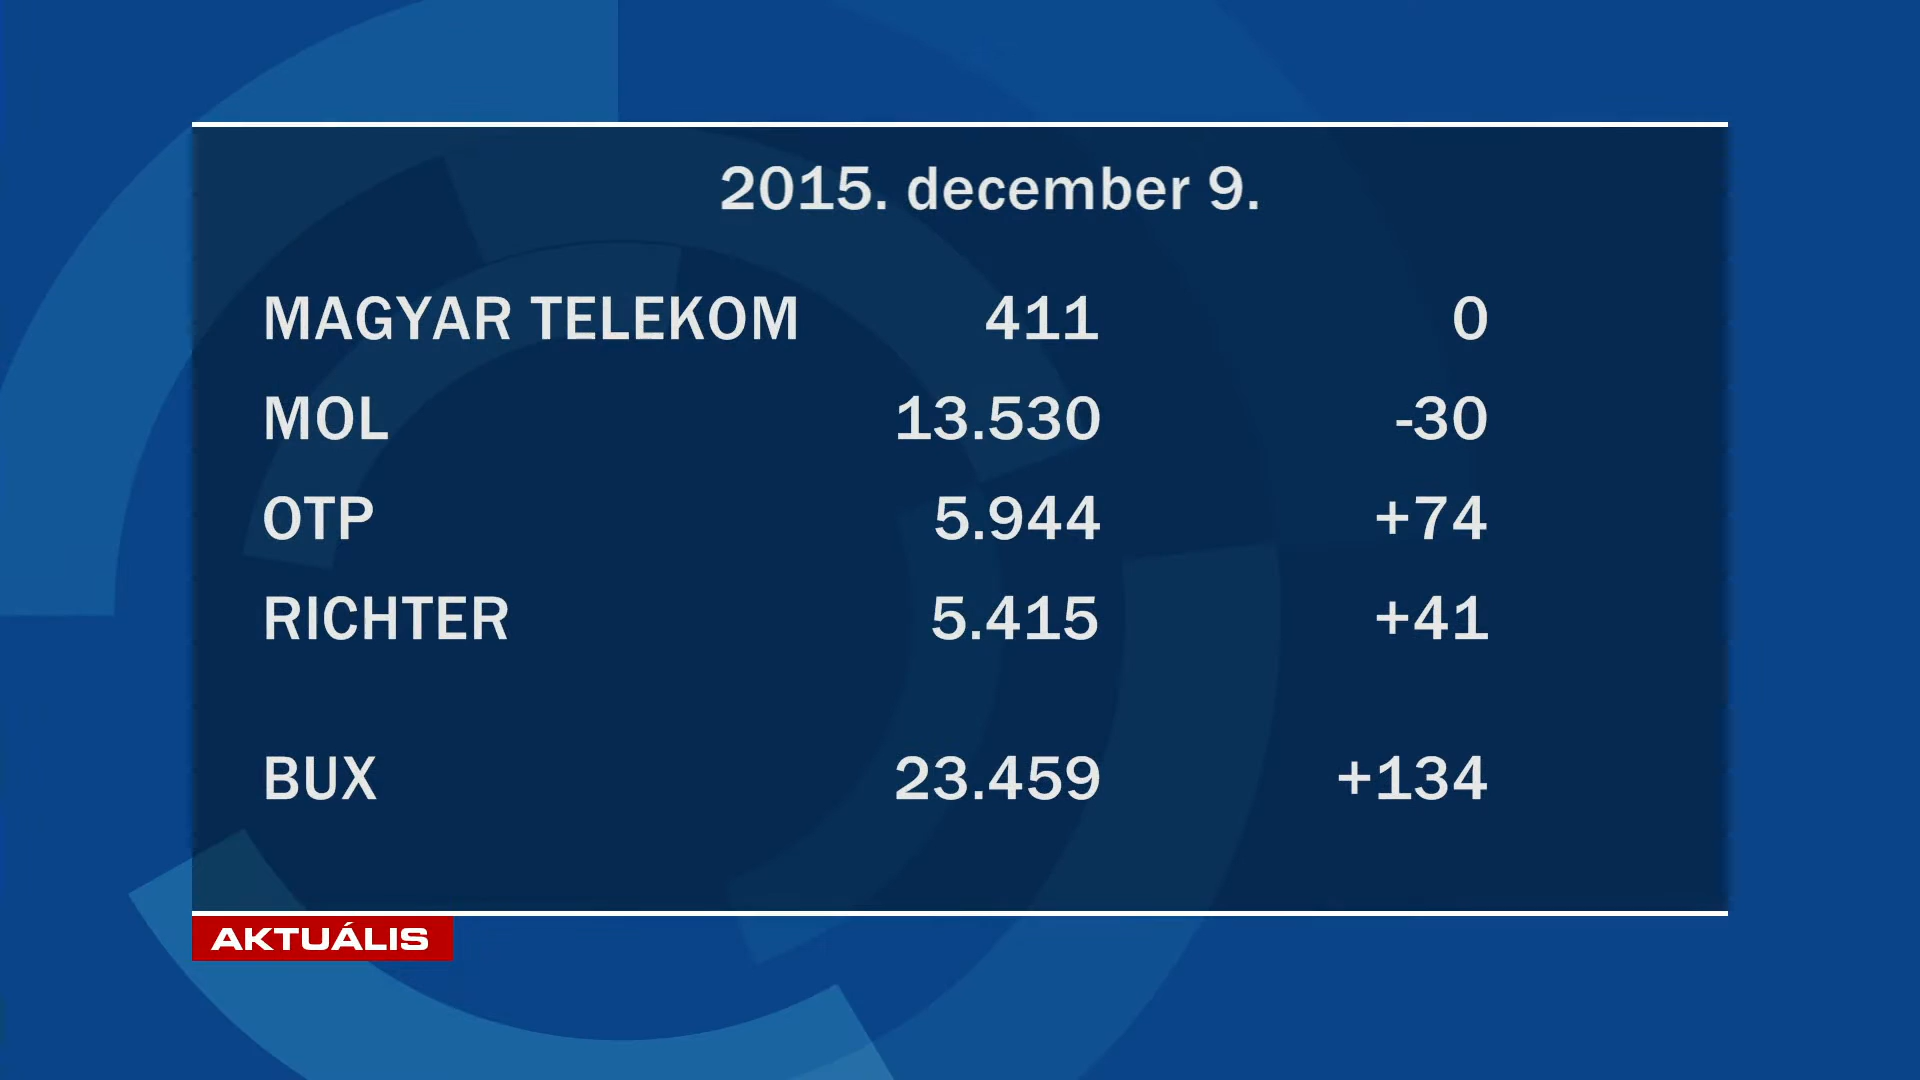 2015. december 9.
MAGYAR TELEKOM 411 0
MOL 13.530 -30
OTP 5.944 +74
RICHTER 5.415 +41
BUX 23.459 +134
AKTUÁLIS